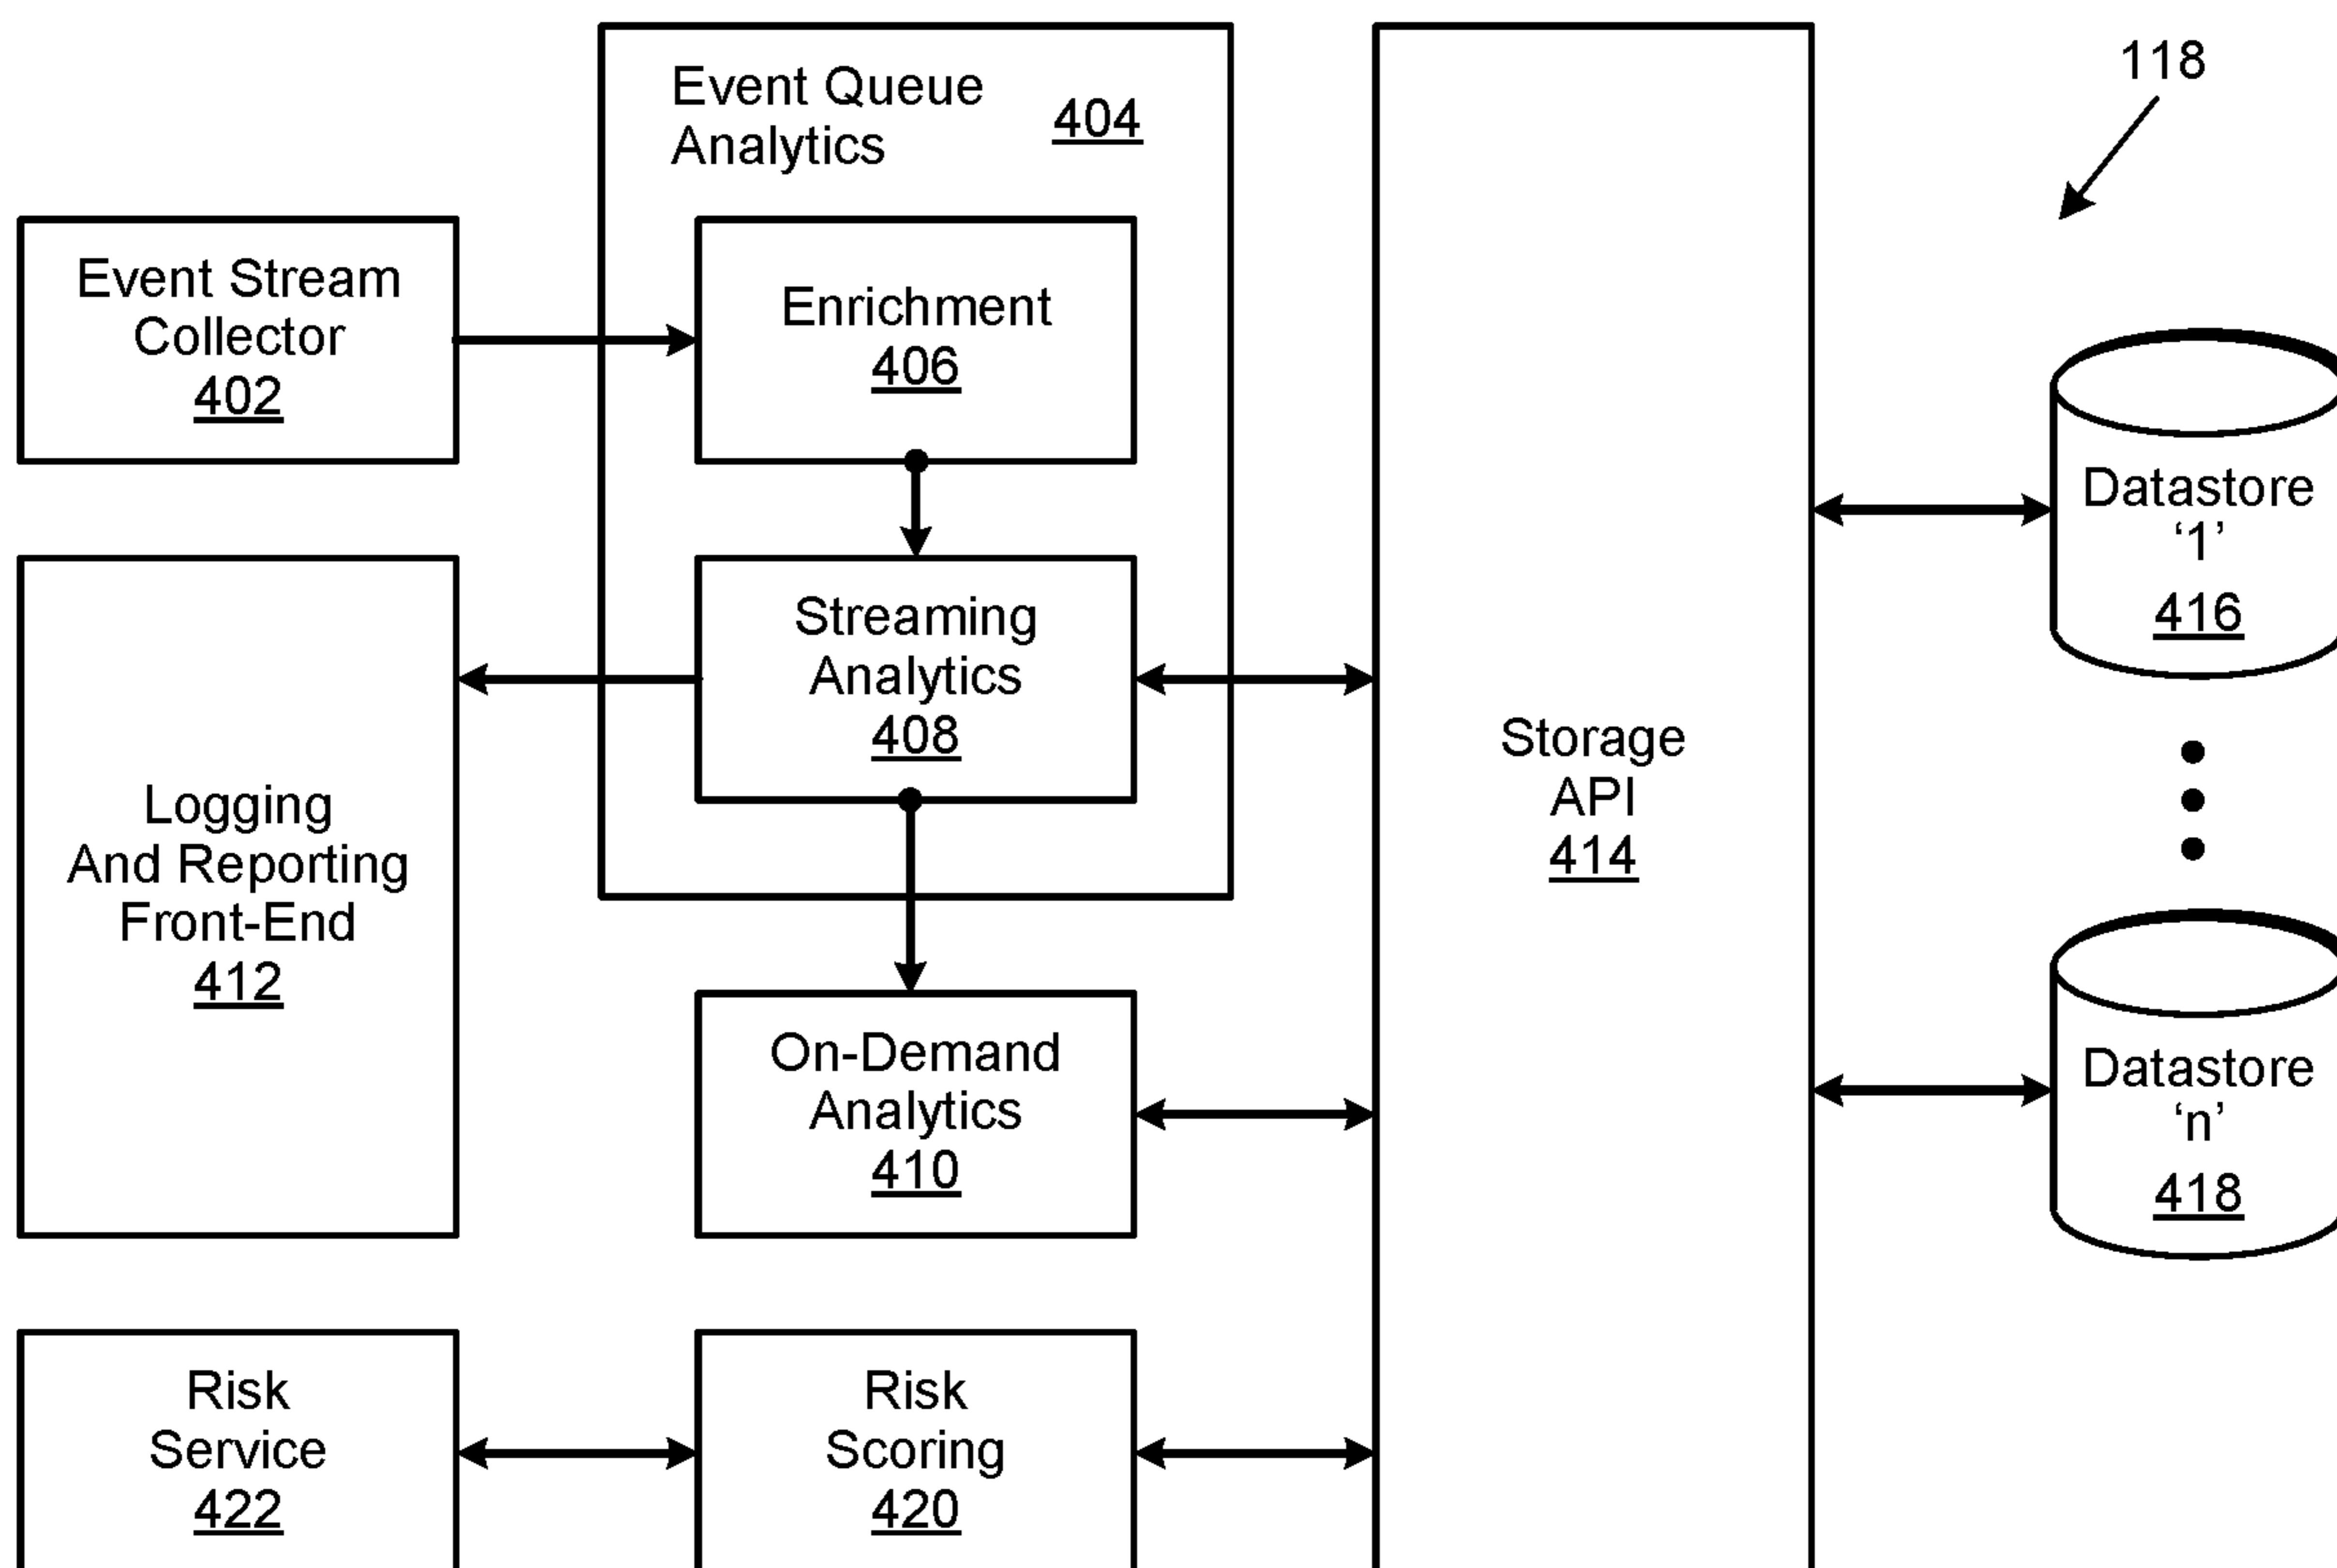 Event Queue
Analytics
404
118
Event Stream
Collector
402
Enrichment
406
Datastore
‘1’
416
Streaming
Analytics
408
Logging
And Reporting
Front-End
412
Storage
API
414
On-Demand
Analytics
410
Datastore
‘n’
418
Risk
Service
422
Risk
Scoring
420